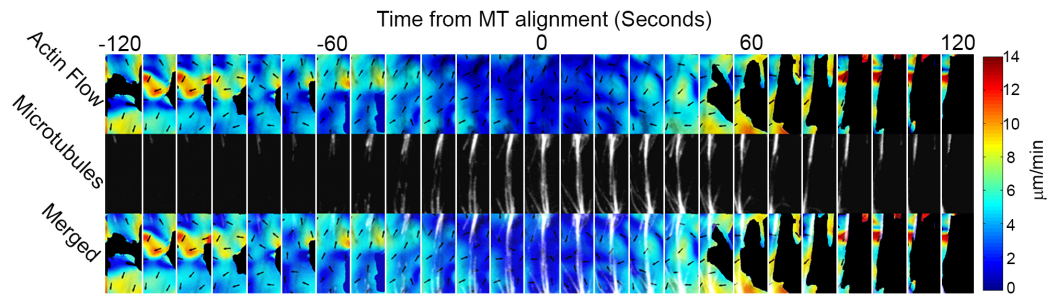 Time from MT alignment (Seconds)
-120 -60 0 60 120
Actin Flow
Microtubules
Merged
14
12
10
8
6
4
2
0
µm/min